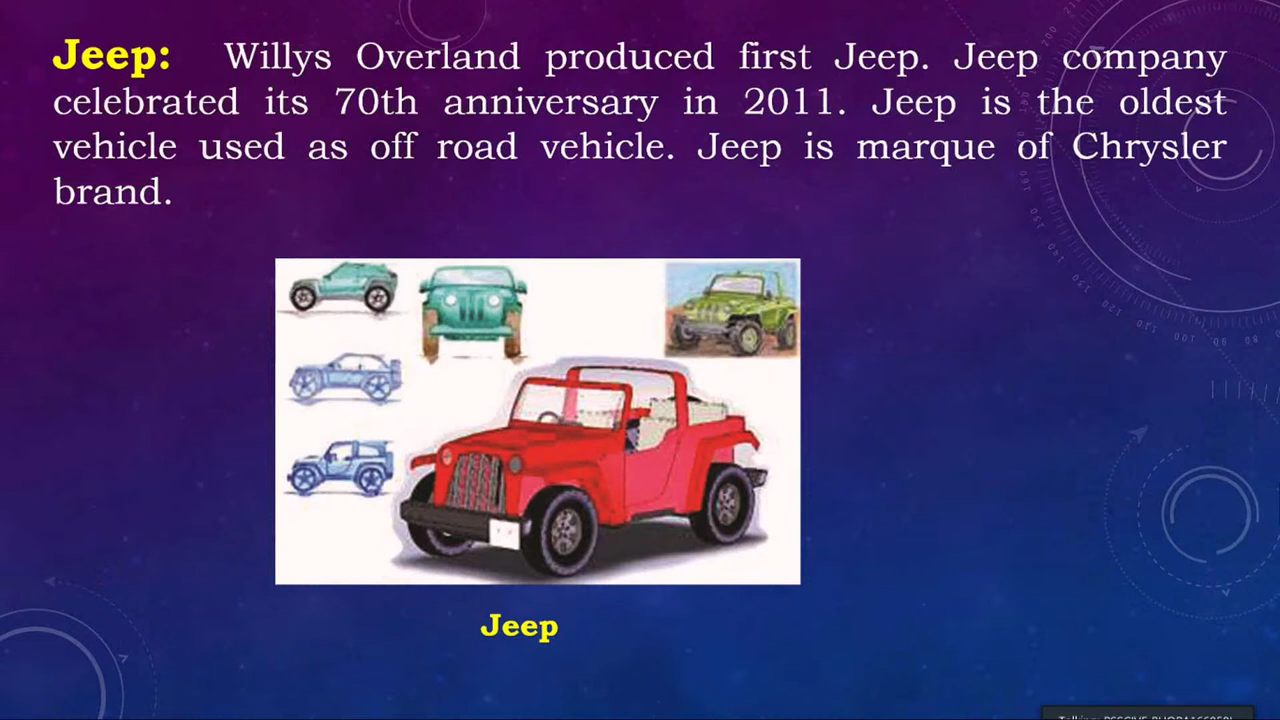 Jeep: Willys Overland produced first Jeep. Jeep company
celebrated its 70th anniversary in 2011. Jeep is the oldest
vehicle used as off road vehicle. Jeep is marque of Chrysler
brand.
Jeep